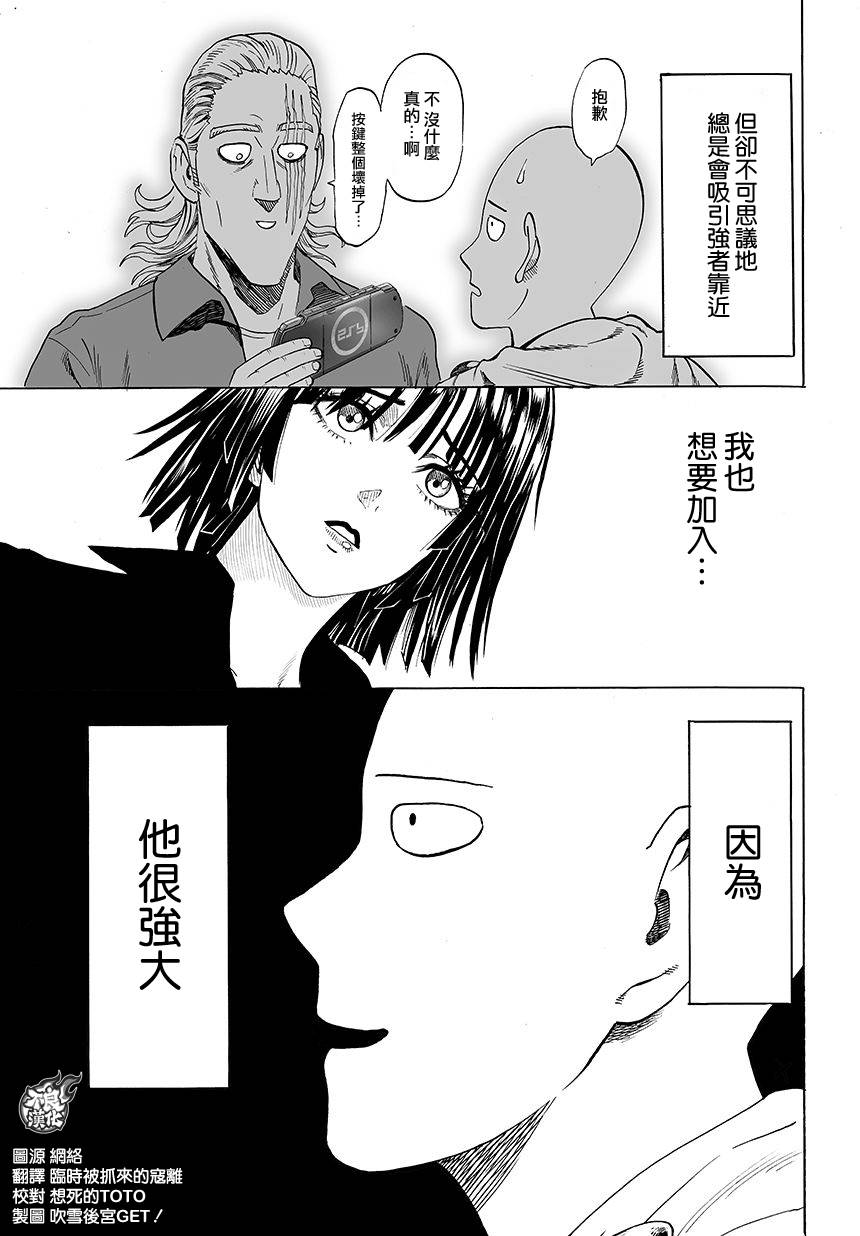 但卻不可思議地
總是會吸引強者靠近
抱歉
不沒什麼
真的…啊
按鍵整個壞掉了…
我也
想要加入…
因為
他很強大
大良
漢化
圖源 網絡
翻譯 臨時被抓來的寇離
校對 想死的TOTO
製圖 吹雪後宮GET！